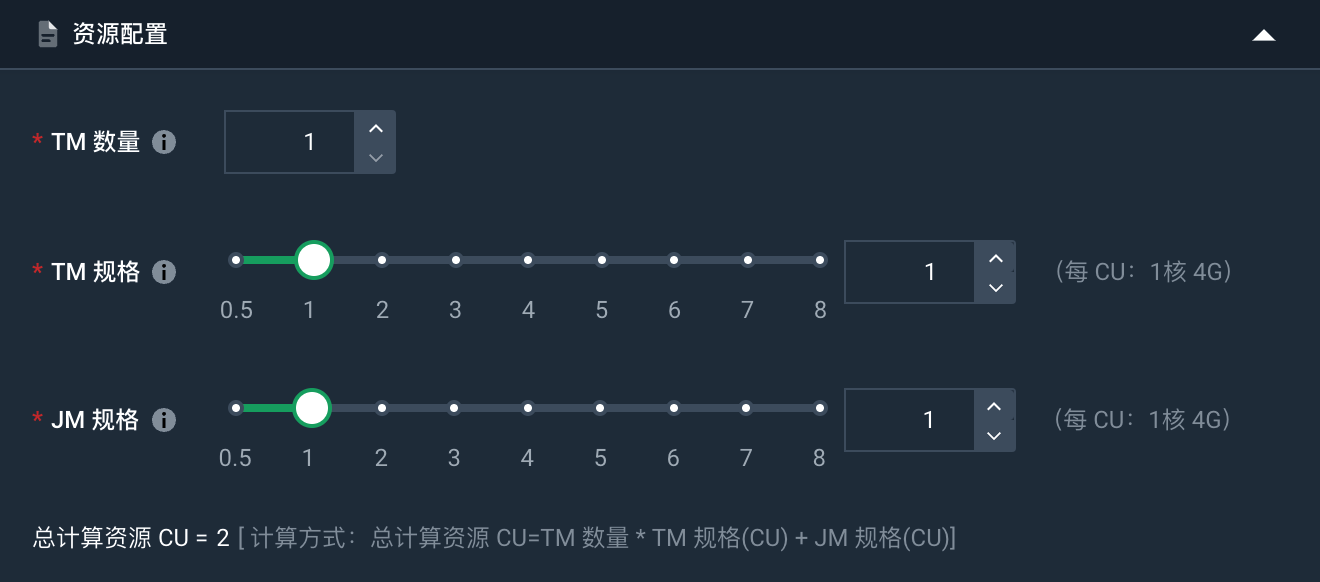 资源配置
* TM 数量 1
* TM 规格 1 （每 CU：1核 4G）
0.5 1 2 3 4 5 6 7 8
* JM 规格 1 （每 CU：1核 4G）
0.5 1 2 3 4 5 6 7 8
总计算资源 CU = 2 [ 计算方式：总计算资源 CU=TM 数量 * TM 规格(CU) + JM 规格(CU)]